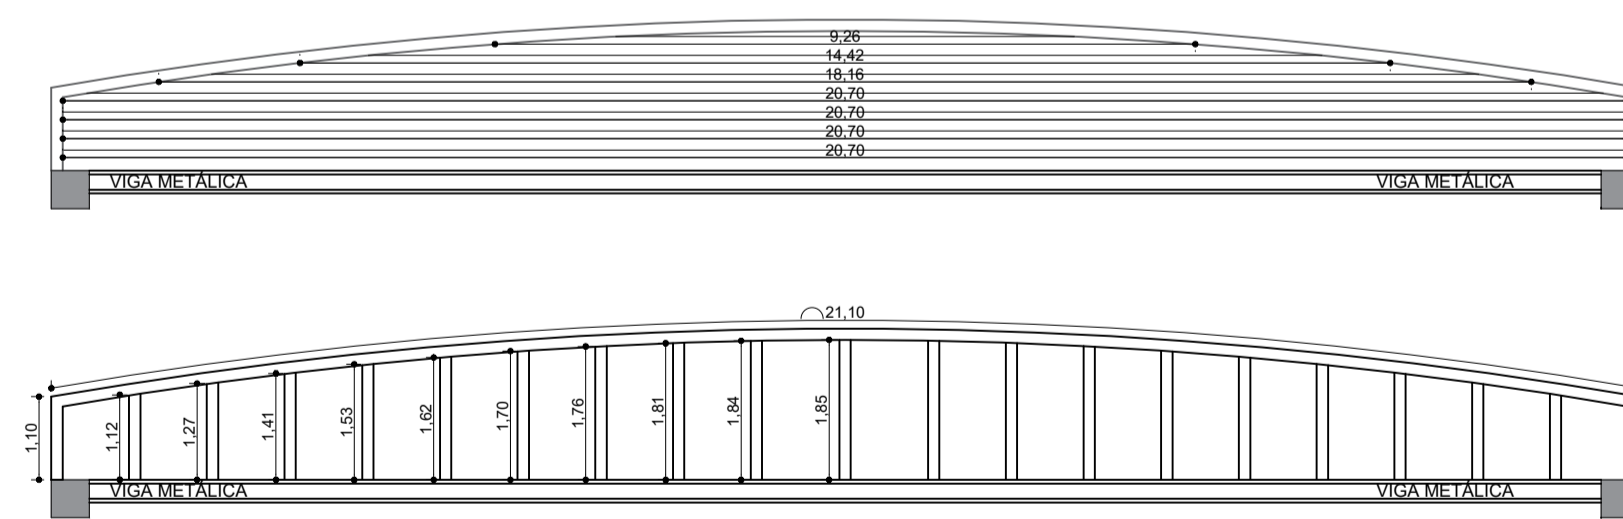 9,26
14,42
18,16
20,70
20,70
20,70
20,70
VIGA METÁLICA VIGA METÁLICA
21,10
1,10 1,12 1,27 1,41 1,53 1,62 1,70 1,76 1,81 1,84 1,85
VIGA METÁLICA VIGA METÁLICA